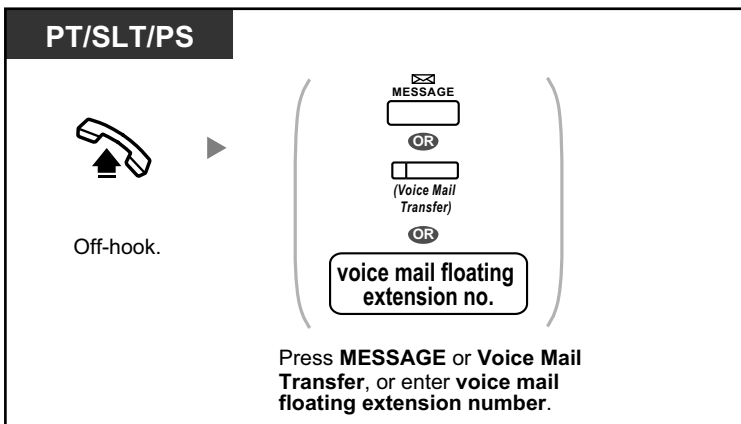 PT/SLT/PS
MESSAGE
OR
(Voice Mail
Transfer)
OR
voice mail floating
extension no.
Off-hook.
Press MESSAGE or Voice Mail
Transfer, or enter voice mail
floating extension number.